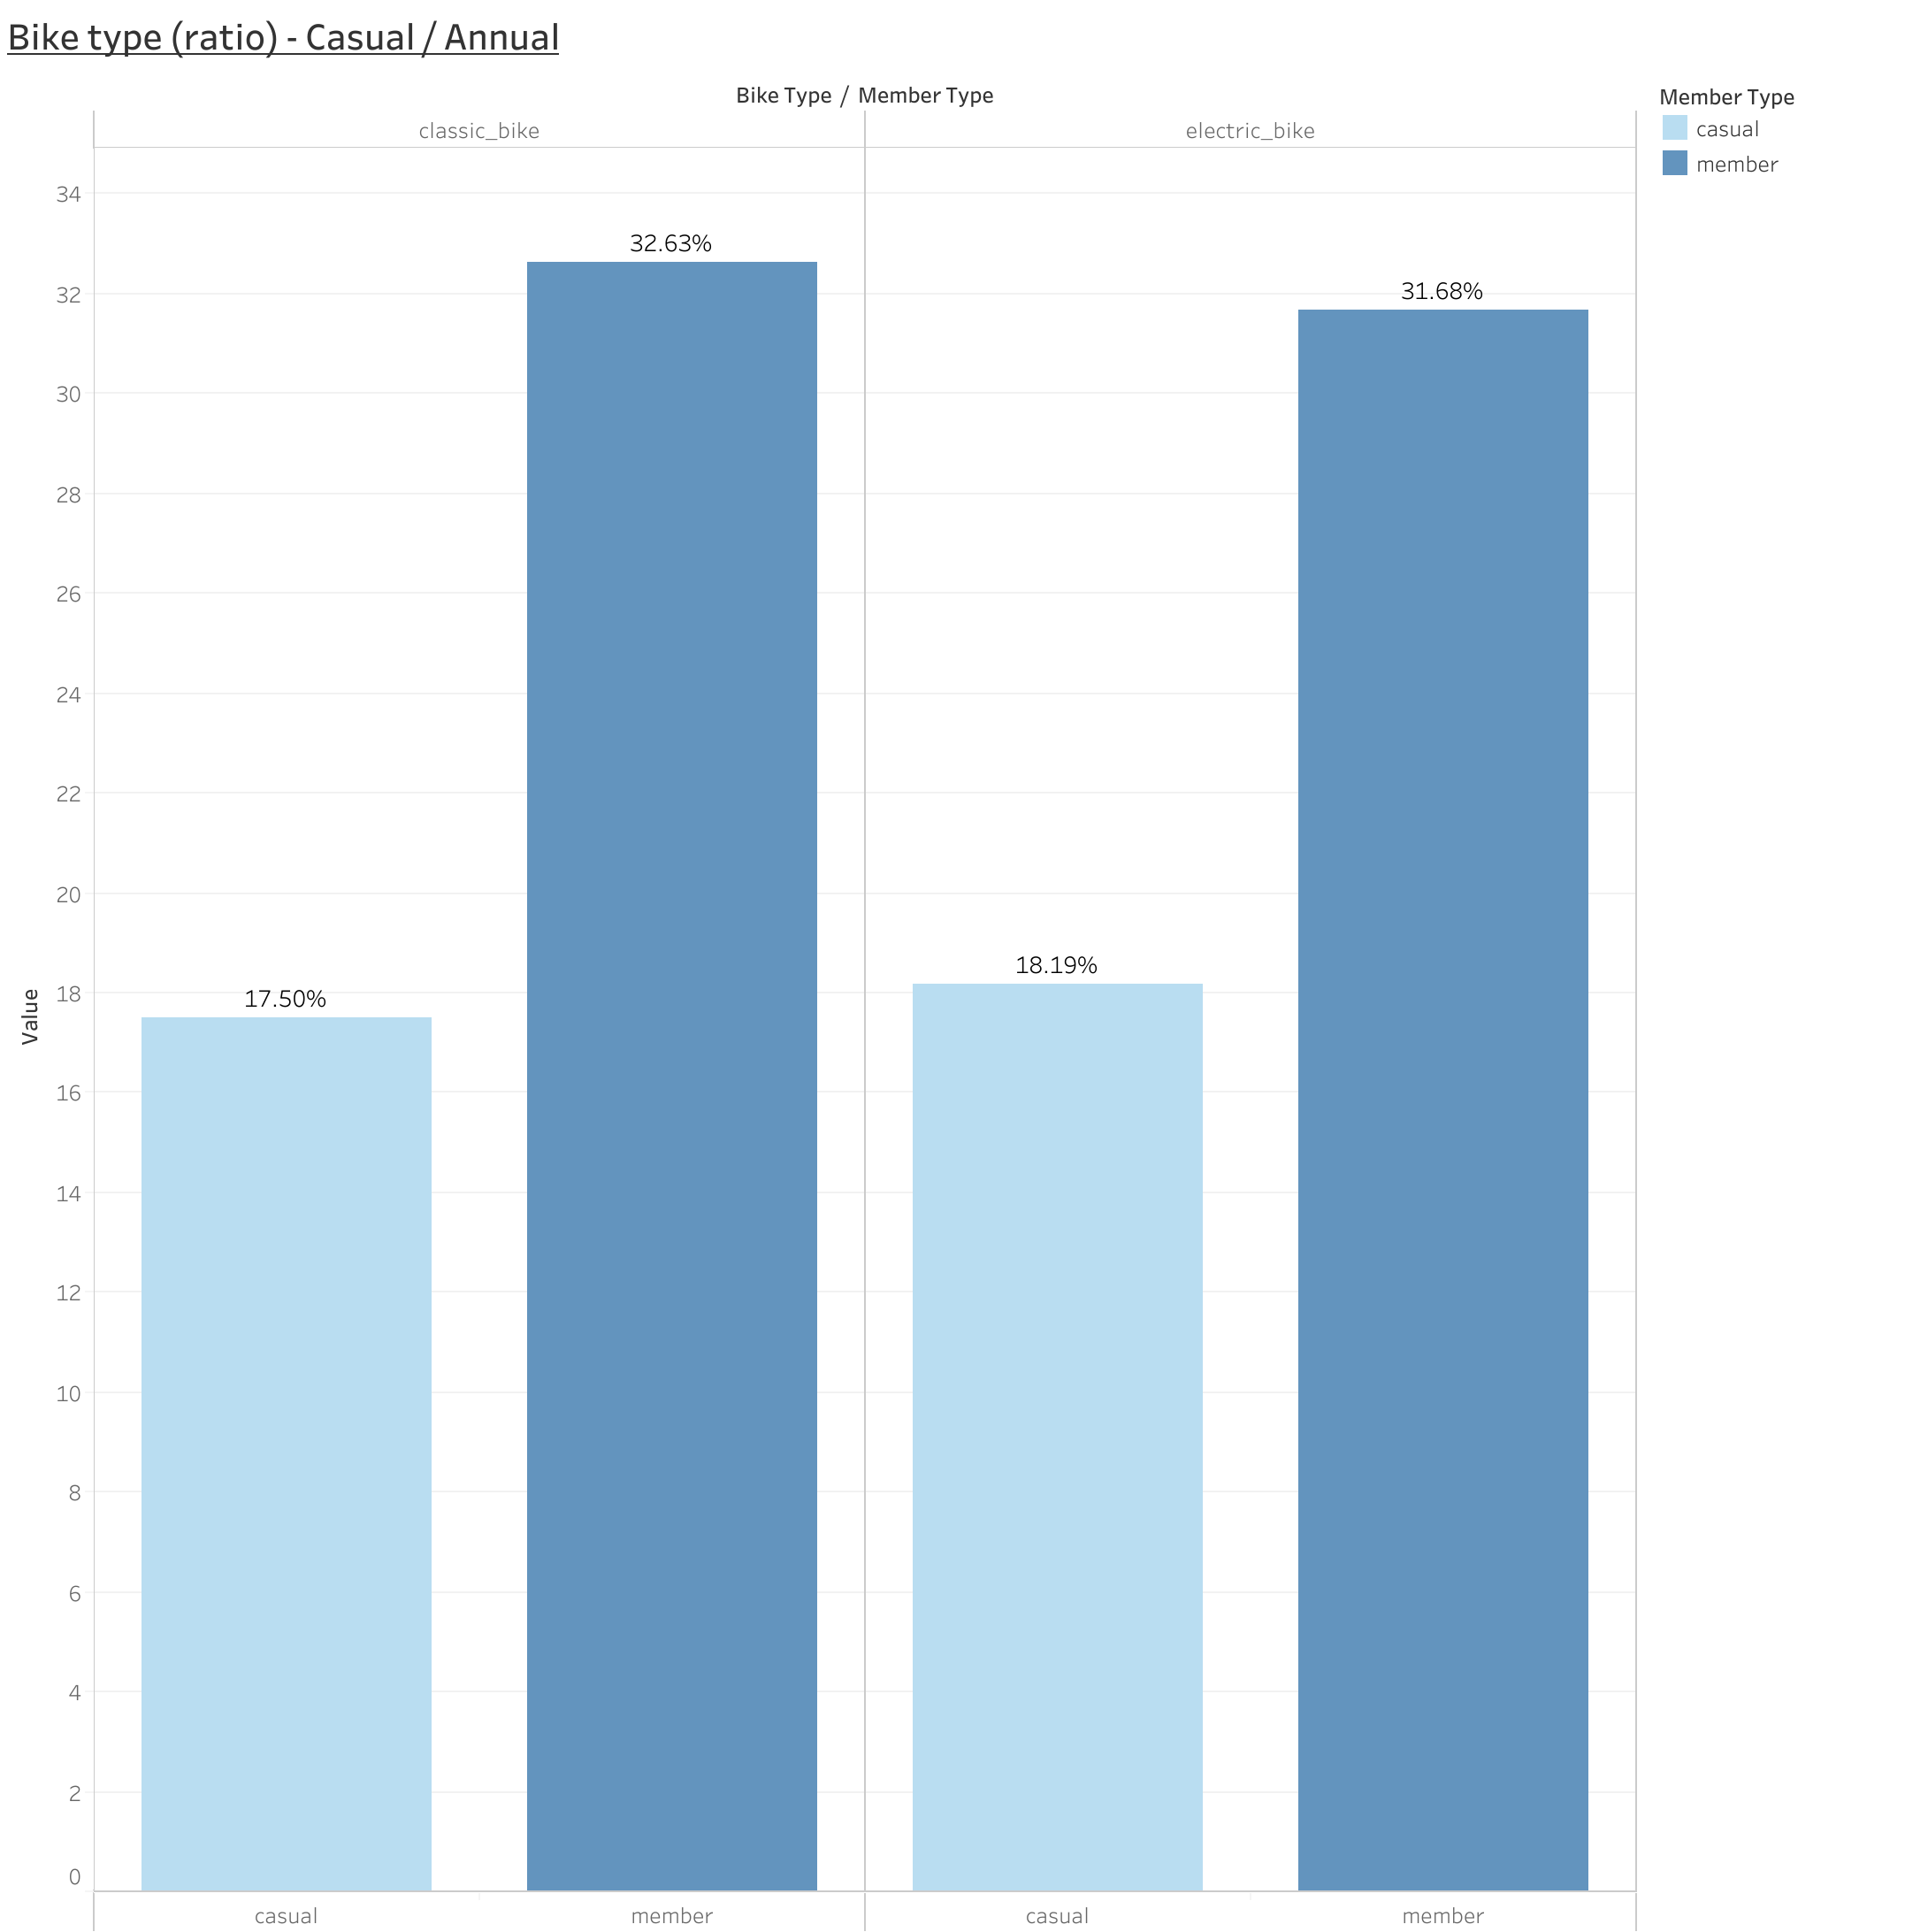 Bike type (ratio) - Casual / Annual
Bike Type / Member Type
classic_bike electric_bike
Member Type
casual
member
34
32
30
28
26
24
22
20
18
16
14
12
10
8
6
4
2
0
Value
17.50%
32.63%
18.19%
31.68%
casual member casual member